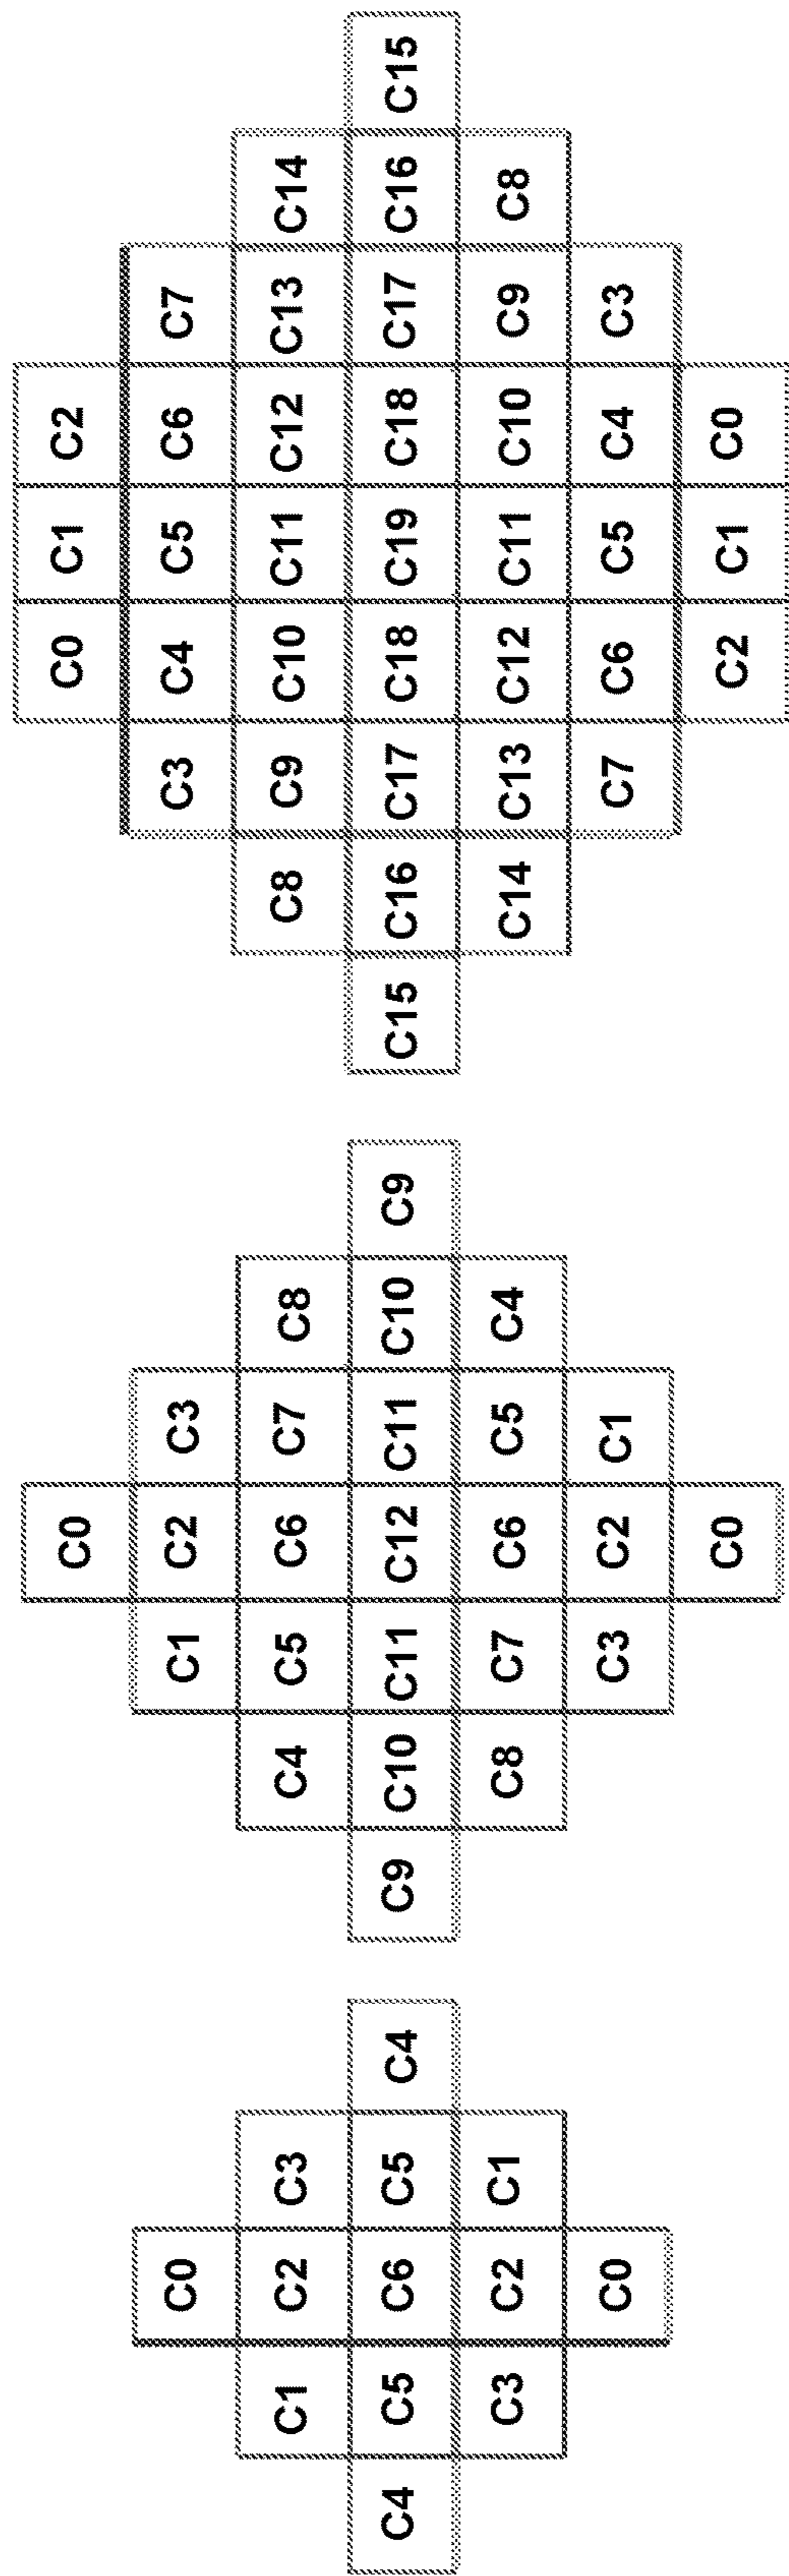 C0
C1 C2 C3
C4 C5 C6 C5 C4
C3 C2 C1
C0
C0
C1 C2 C3
C4 C5 C6 C7 C8
C9 C10 C11 C12 C11 C10 C9
C8 C7 C6 C5 C4
C3 C2 C1
C0
C0 C1 C2
C3 C4 C5 C6 C7
C8 C9 C10 C11 C12 C13 C14
C15 C16 C17 C18 C19 C18 C17 C16 C15
C14 C13 C12 C11 C10 C9 C8
C7 C6 C5 C4 C3
C2 C1 C0